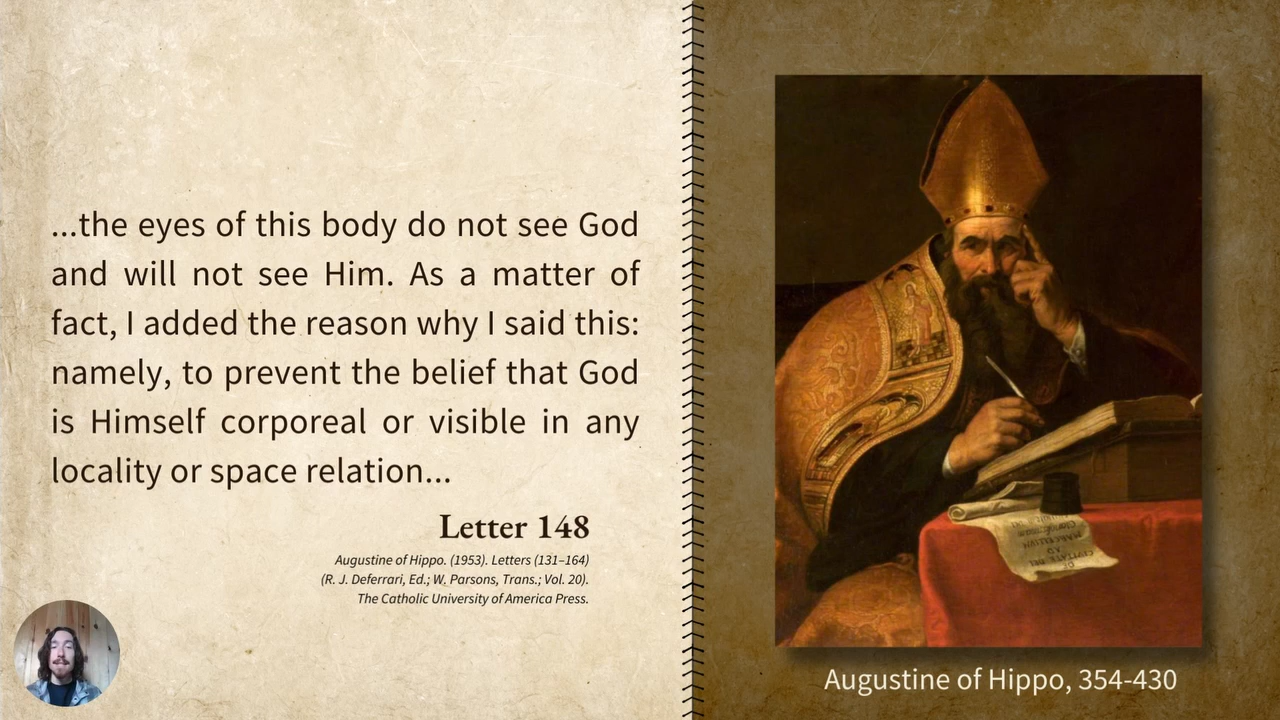 ...the eyes of this body do not see God
and will not see Him. As a matter of
fact, I added the reason why I said this:
namely, to prevent the belief that God
is Himself corporeal or visible in any
locality or space relation...
Letter 148
Augustine of Hippo. (1953). Letters (131–164)
(R. J. Deferrari, Ed.; W. Parsons, Trans.; Vol. 20).
The Catholic University of America Press.
Augustine of Hippo, 354-430